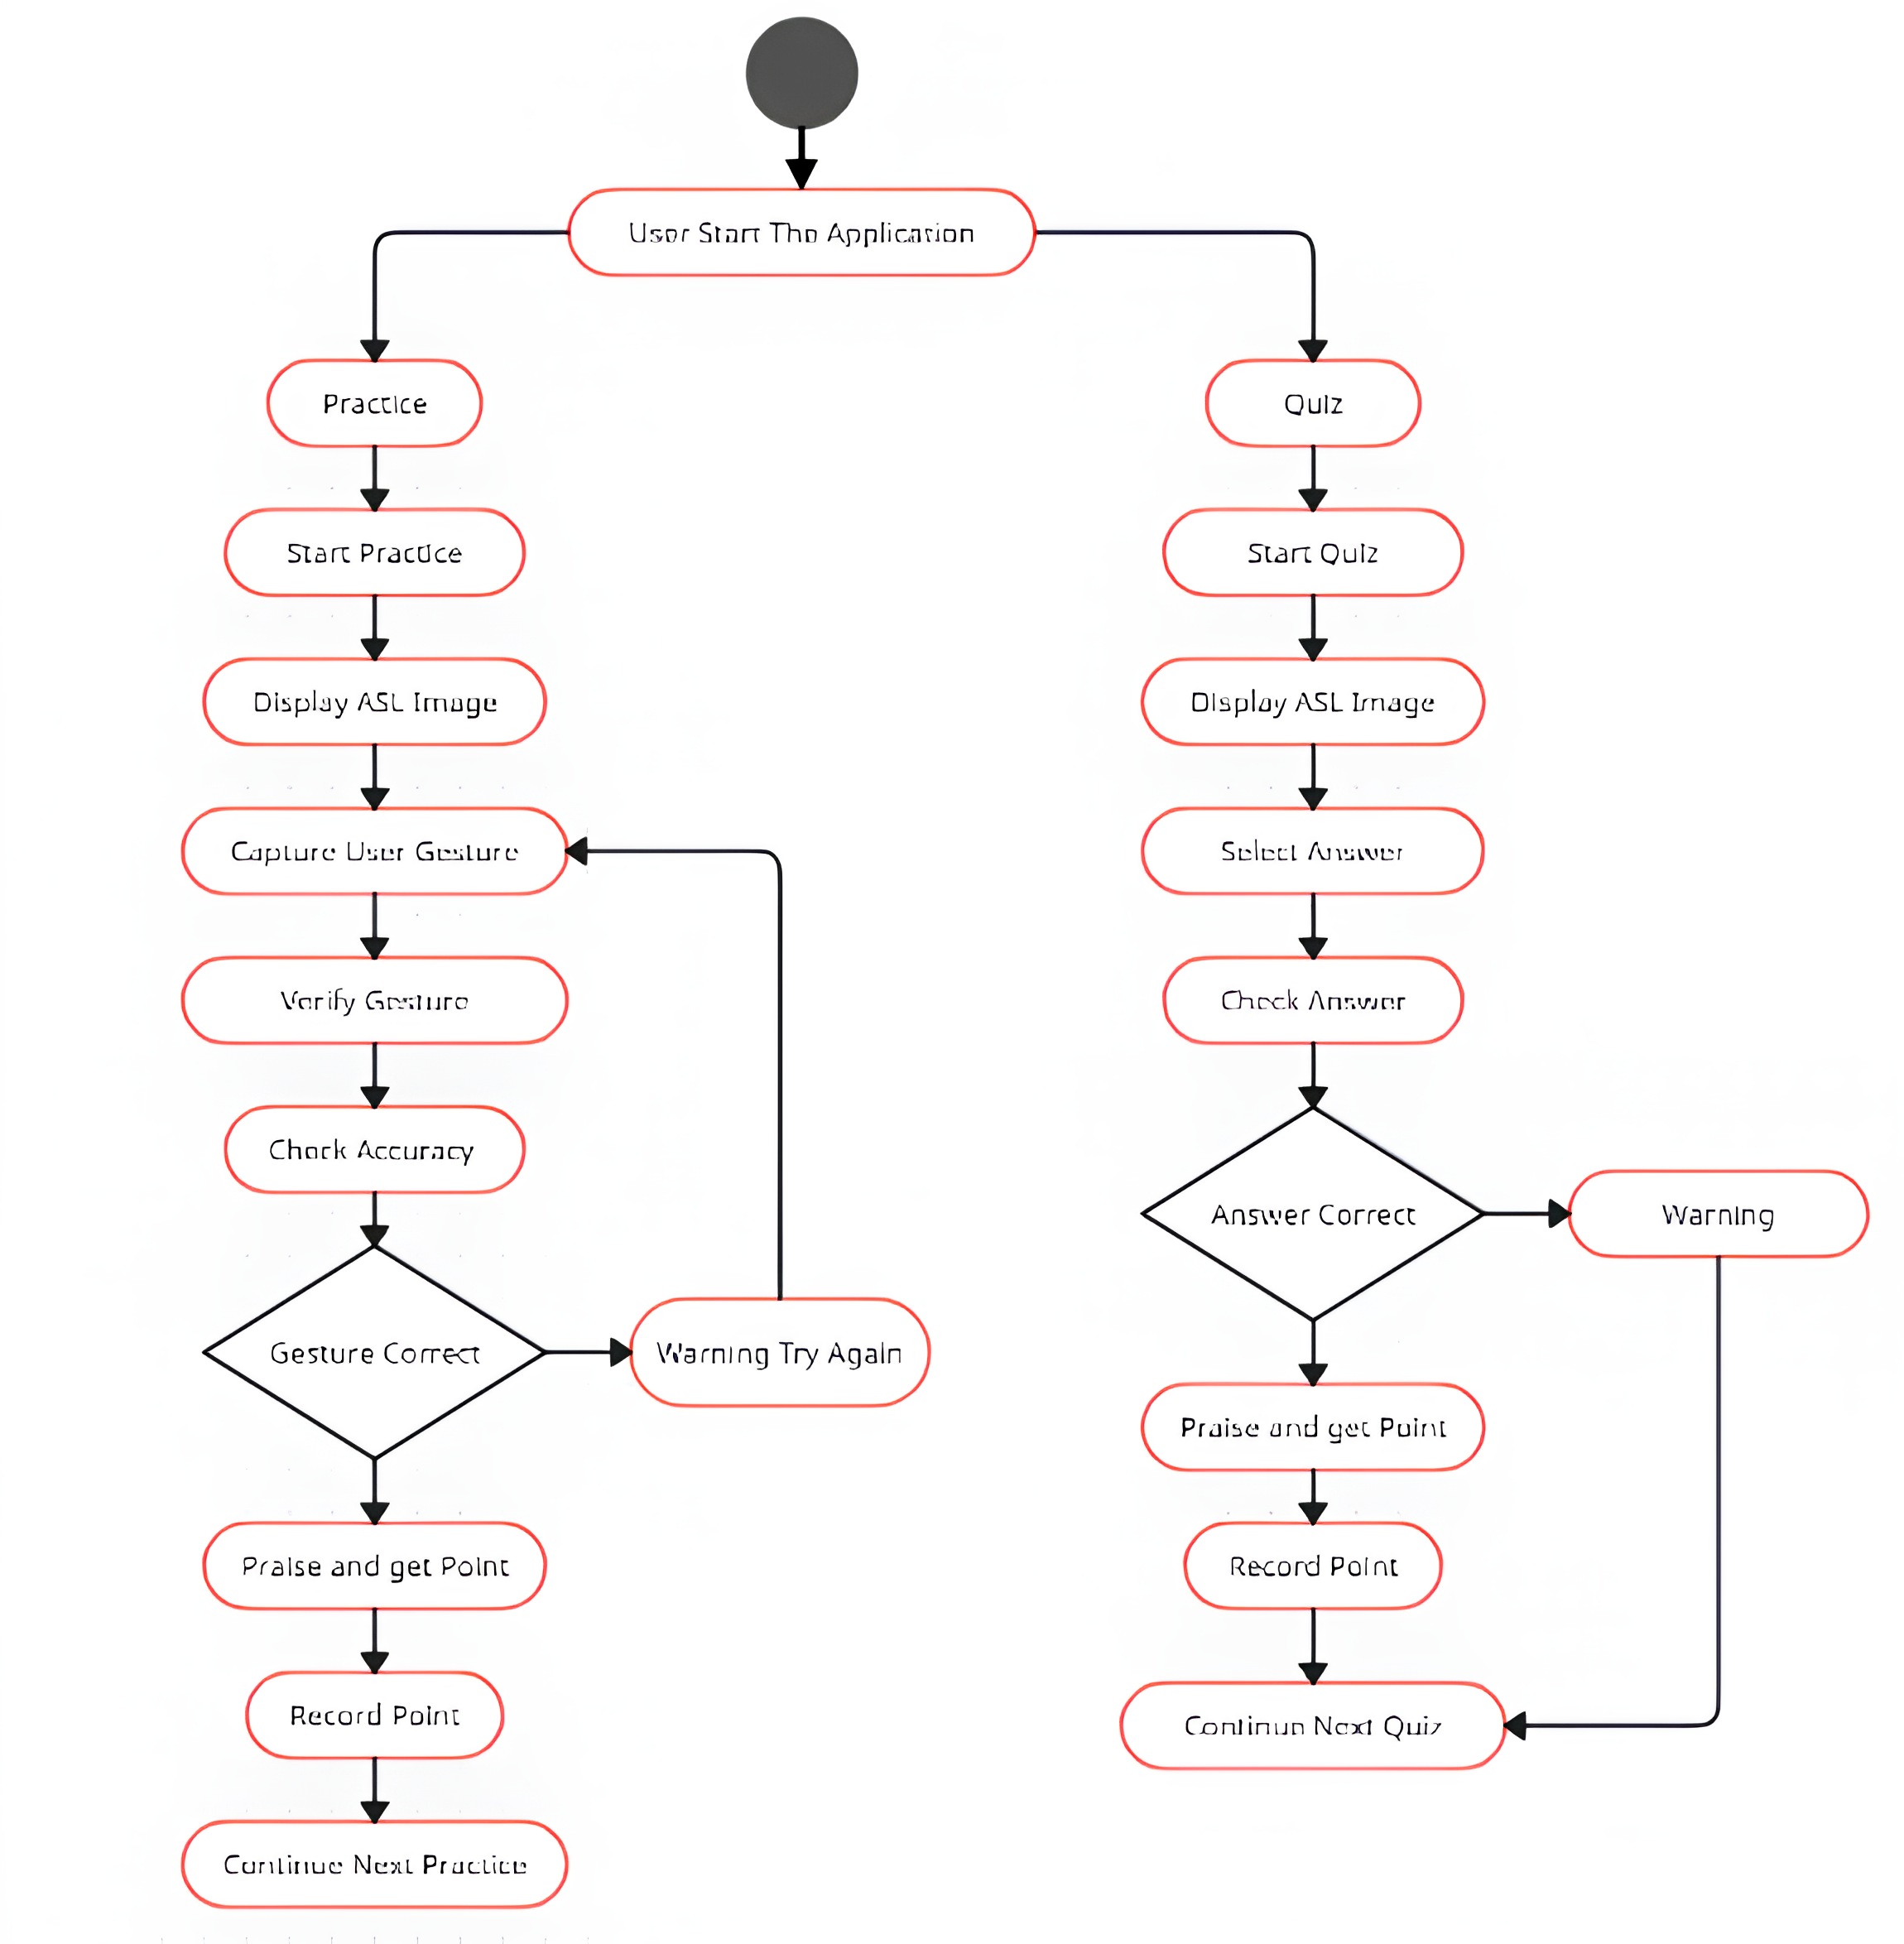 User Start The Application
Practice
Quiz
Start Practice
Start Quiz
Display ASL Image
Display ASL Image
Capture User Gesture
Select Answer
Verify Gesture
Check Answer
Check Accuracy
Answer Correct
Warning
Gesture Correct
Warning Try Again
Praise and get Point
Praise and get Point
Record Point
Record Point
Continue Next Quiz
Continue Next Practice